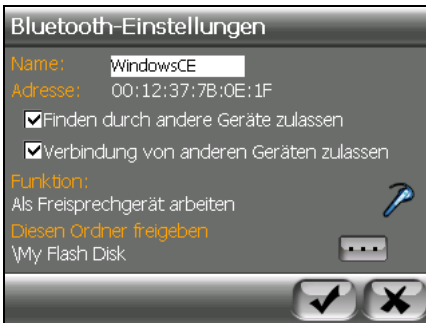 Bluetooth-Einstellungen
Name: WindowsCE
Adresse: 00:12:37:7B:0E:1F
Finden durch andere Geräte zulassen
Verbindung von anderen Geräten zulassen
Funktion:
Als Freisprechgerät arbeiten
Diesen Ordner freigeben
\My Flash Disk
...